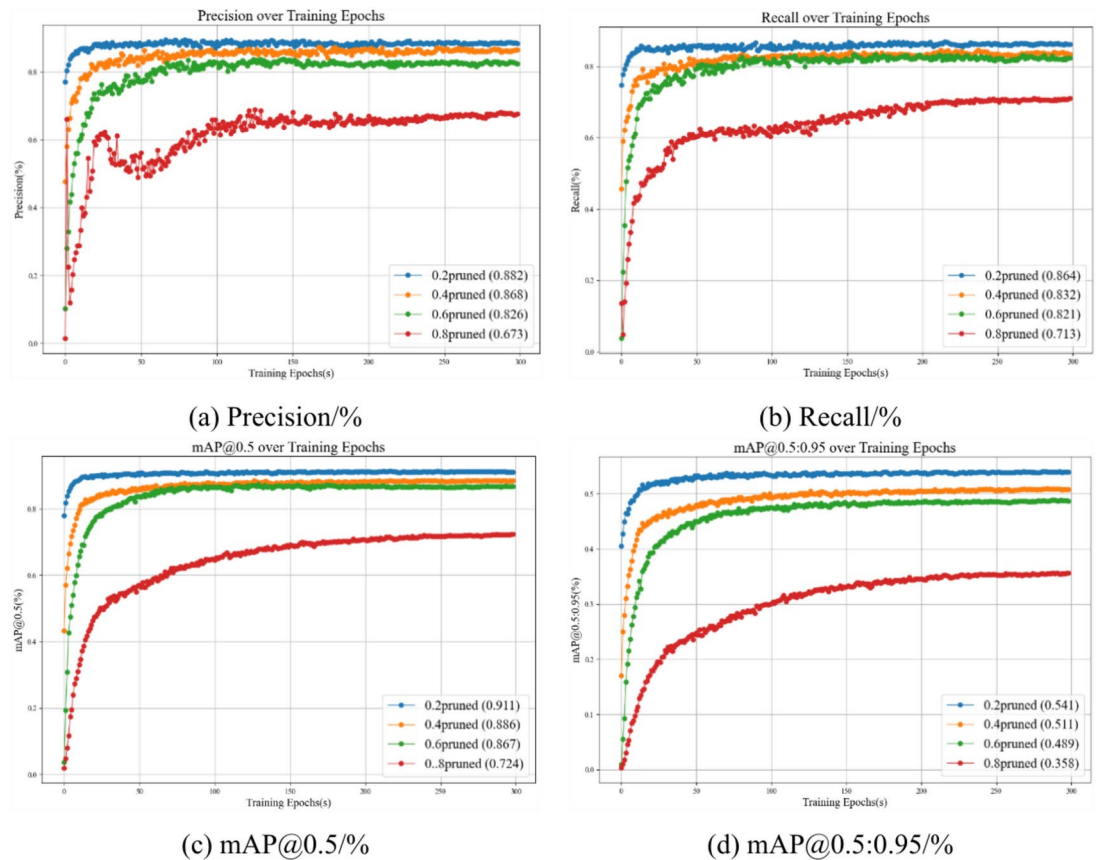 Precision over Training Epochs
Precision(%)
0.8
0.6
0.4
0.2
0.0
0.2pruned (0.882)
0.4pruned (0.868)
0.6pruned (0.826)
0.8pruned (0.673)
0 50 100 150 200 250 300
Training Epochs(s)
(a) Precision/%
Recall over Training Epochs
Recall(%)
0.8
0.6
0.4
0.2
0.0
0.2pruned (0.864)
0.4pruned (0.832)
0.6pruned (0.821)
0.8pruned (0.713)
0 50 100 150 200 250 300
Training Epochs(s)
(b) Recall/%
mAP@0.5 over Training Epochs
mAP@0.5(%)
0.8
0.6
0.4
0.2
0.0
0.2pruned (0.911)
0.4pruned (0.886)
0.6pruned (0.867)
0..8pruned (0.724)
0 50 100 150 200 250 300
Training Epochs(s)
(c) mAP@0.5/%
mAP@0.5:0.95 over Training Epochs
mAP@0.5:0.95(%)
0.5
0.4
0.3
0.2
0.1
0.0
0.2pruned (0.541)
0.4pruned (0.511)
0.6pruned (0.489)
0.8pruned (0.358)
0 50 100 150 200 250 300
Training Epochs(s)
(d) mAP@0.5:0.95/%